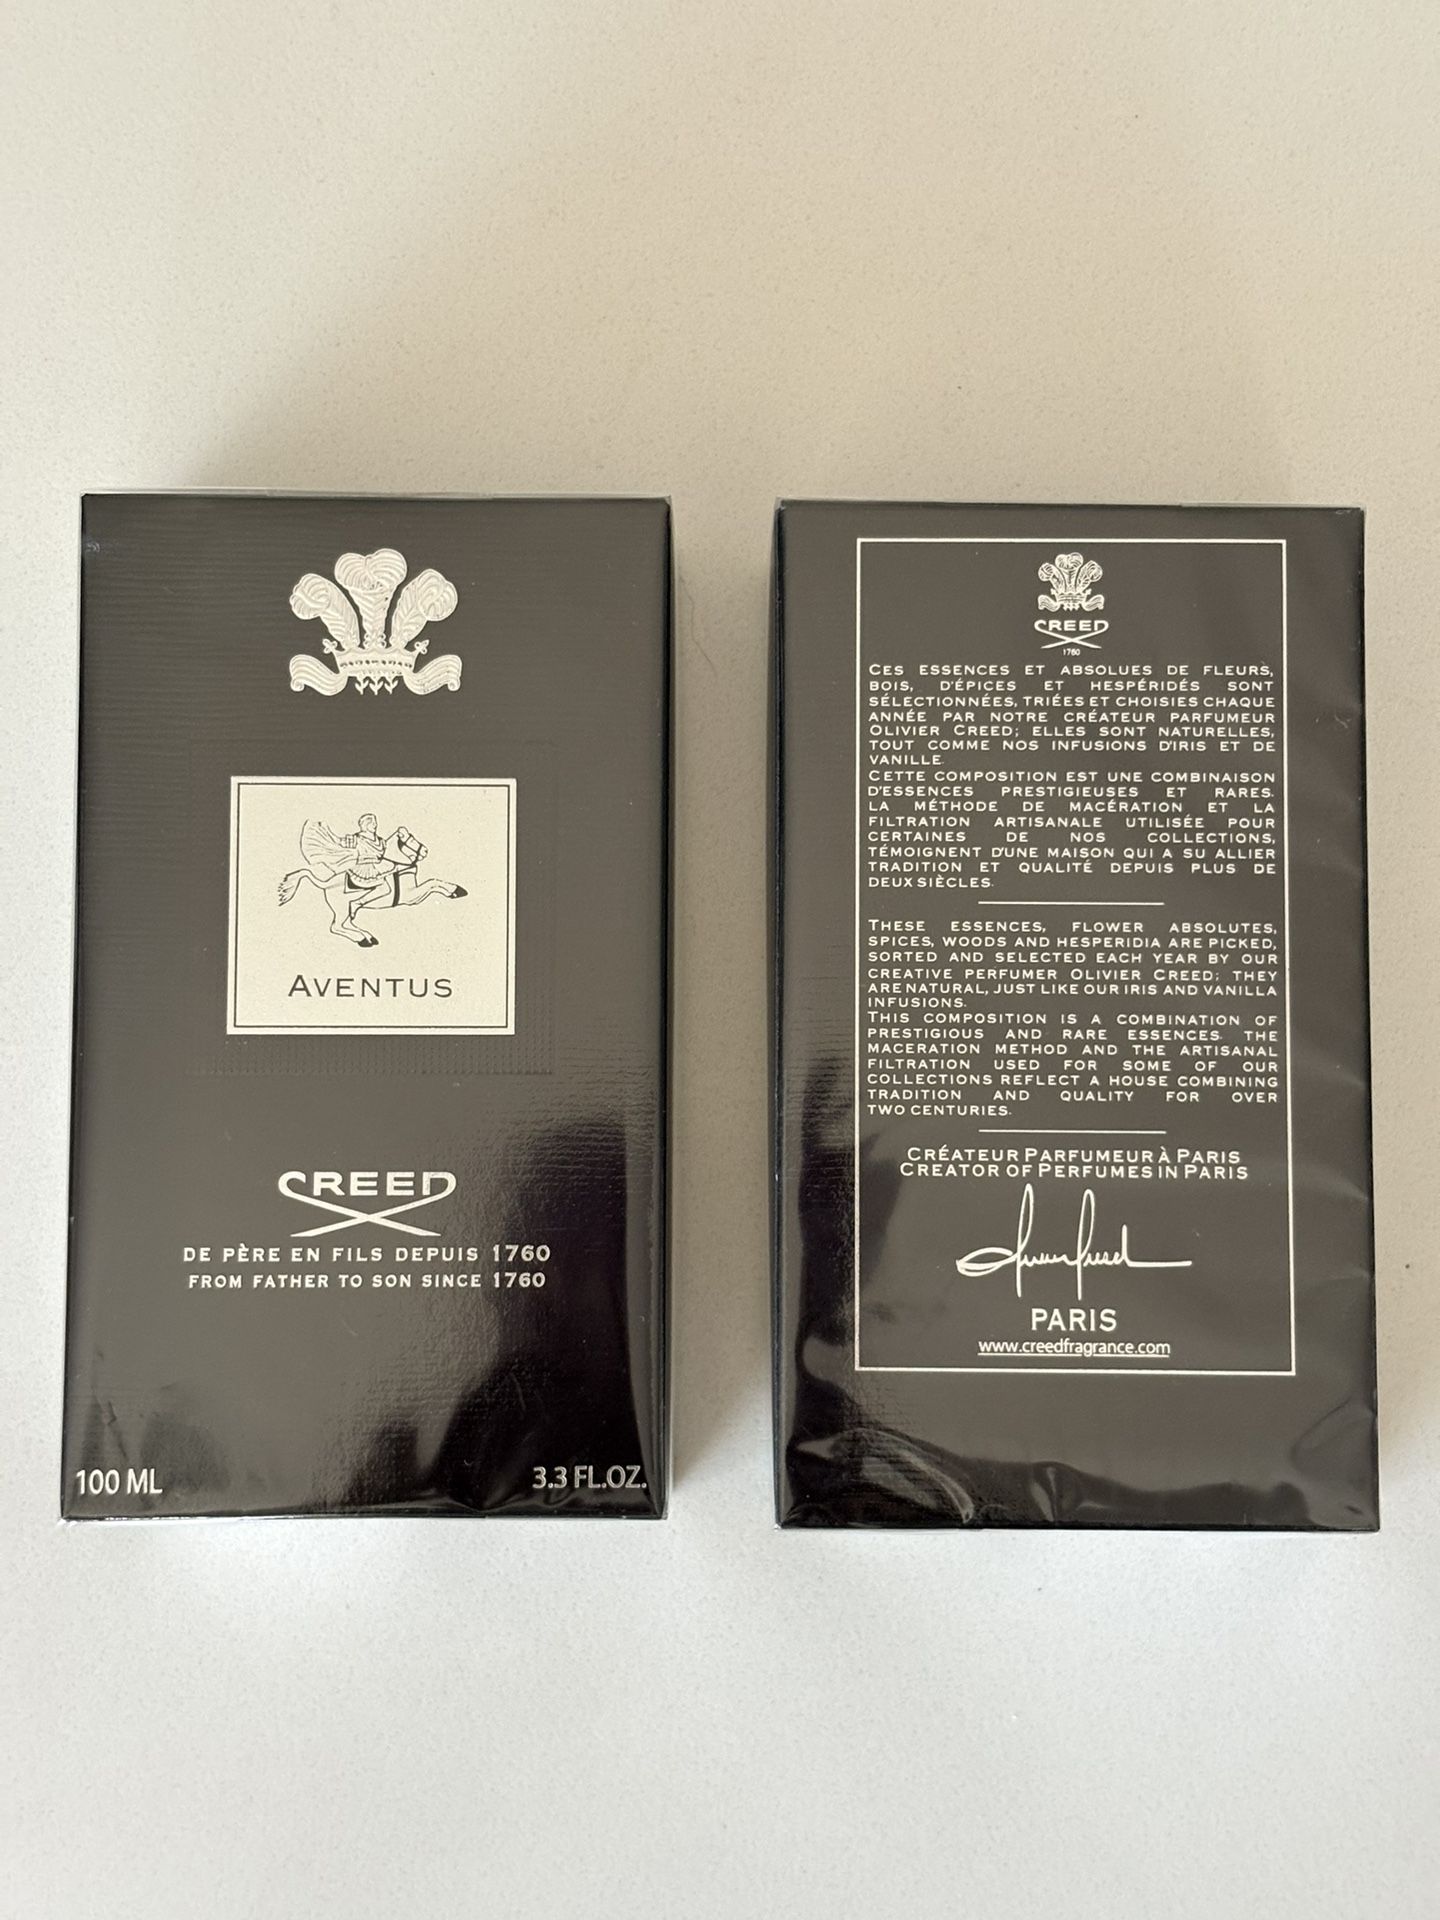 AVENTUS
CREED
DE PÈRE EN FILS DEPUIS 1760
FROM FATHER TO SON SINCE 1760
100 ML
3.3 FL.OZ.
CREED
1760
CES ESSENCES ET ABSOLUES DE FLEURS,
BOIS, D'ÉPICES ET HESPÉRIDÉS SONT
SÉLECTIONNÉES, TRIÉES ET CHOISIES CHAQUE
ANNÉE PAR NOTRE CRÉATEUR PARFUMEUR
OLIVIER CREED; ELLES SONT NATURELLES,
TOUT COMME NOS INFUSIONS D'IRIS ET DE
VANILLE.
CETTE COMPOSITION EST UNE COMBINAISON
D'ESSENCES PRESTIGIEUSES ET RARES.
LA MÉTHODE DE MACÉRATION ET LA
FILTRATION ARTISANALE UTILISÉE POUR
CERTAINES DE NOS COLLECTIONS,
TÉMOIGNENT D'UNE MAISON QUI A SU ALLIER
TRADITION ET QUALITÉ DEPUIS PLUS DE
DEUX SIÈCLES.
THESE ESSENCES, FLOWER ABSOLUTES,
SPICES, WOODS AND HESPERIDIA ARE PICKED,
SORTED AND SELECTED EACH YEAR BY OUR
CREATIVE PERFUMER OLIVIER CREED; THEY
ARE NATURAL, JUST LIKE OUR IRIS AND VANILLA
INFUSIONS.
THIS COMPOSITION IS A COMBINATION OF
PRESTIGIOUS AND RARE ESSENCES. THE
MACERATION METHOD AND THE ARTISANAL
FILTRATION USED FOR SOME OF OUR
COLLECTIONS REFLECT A HOUSE COMBINING
TRADITION AND QUALITY FOR OVER
TWO CENTURIES.
CRÉATEUR PARFUMEUR À PARIS
CREATOR OF PERFUMES IN PARIS
PARIS
www.creedfragrance.com